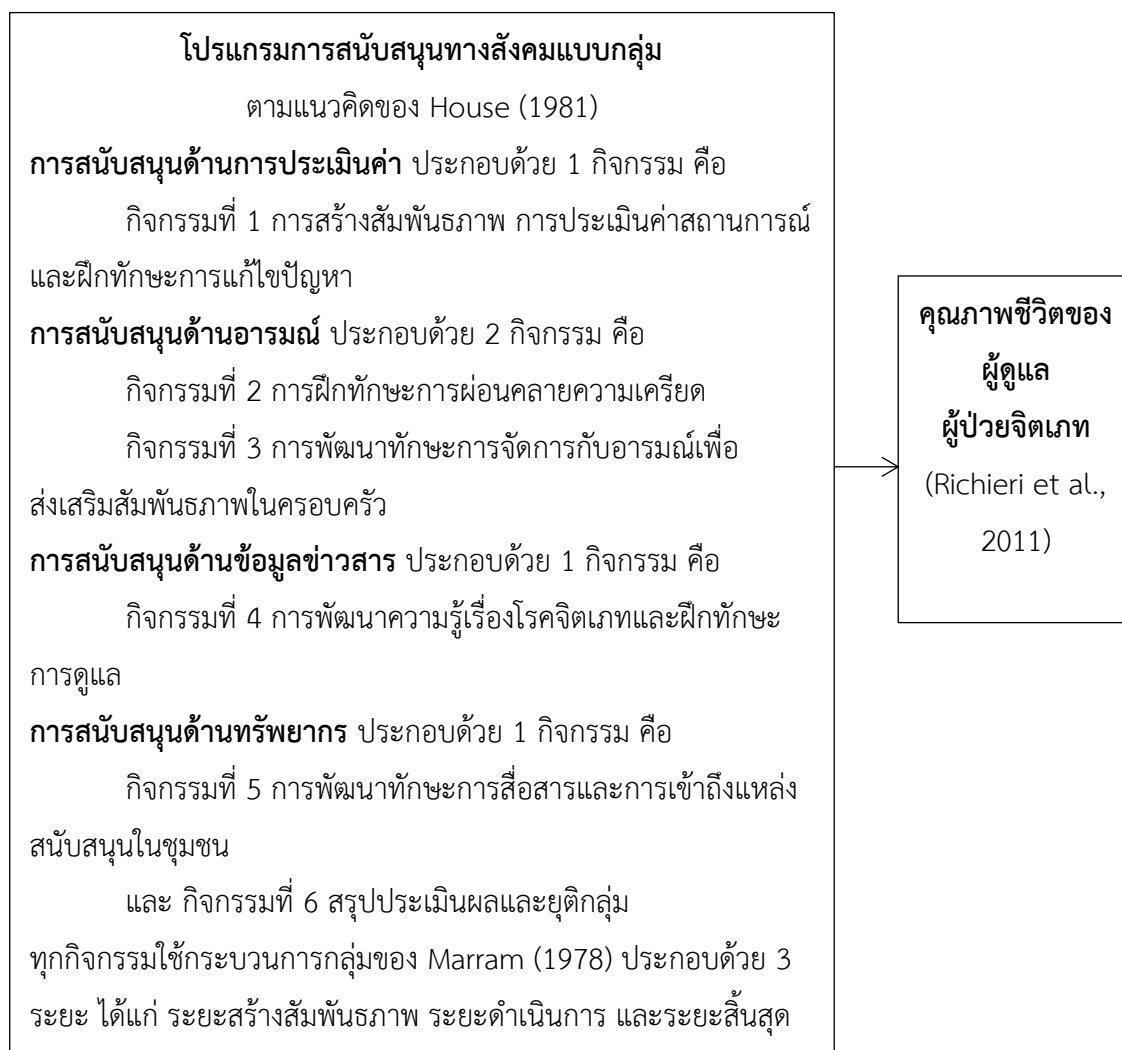 โปรแกรมการสนับสนุนทางสังคมแบบกลุ่ม
ตามแนวคิดของ House (1981)
การสนับสนุนด้านการประเมินค่า ประกอบด้วย 1 กิจกรรม คือ
กิจกรรมที่ 1 การสร้างสัมพันธภาพ การประเมินค่าสถานการณ์
และฝึกทักษะการแก้ไขปัญหา
การสนับสนุนด้านอารมณ์ ประกอบด้วย 2 กิจกรรม คือ
กิจกรรมที่ 2 การฝึกทักษะการผ่อนคลายความเครียด
กิจกรรมที่ 3 การพัฒนาทักษะการจัดการกับอารมณ์เพื่อ
ส่งเสริมสัมพันธภาพในครอบครัว
การสนับสนุนด้านข้อมูลข่าวสาร ประกอบด้วย 1 กิจกรรม คือ
กิจกรรมที่ 4 การพัฒนาความรู้เรื่องโรคจิตเภทและฝึกทักษะ
การดูแล
การสนับสนุนด้านทรัพยากร ประกอบด้วย 1 กิจกรรม คือ
กิจกรรมที่ 5 การพัฒนาทักษะการสื่อสารและการเข้าถึงแหล่ง
สนับสนุนในชุมชน
และ กิจกรรมที่ 6 สรุปประเมินผลและยุติกลุ่ม
ทุกกิจกรรมใช้กระบวนการกลุ่มของ Marram (1978) ประกอบด้วย 3
ระยะ ได้แก่ ระยะสร้างสัมพันธภาพ ระยะดำเนินการ และระยะสิ้นสุด
คุณภาพชีวิตของ
ผู้ดูแล
ผู้ป่วยจิตเภท
(Richieri et al.,
2011)